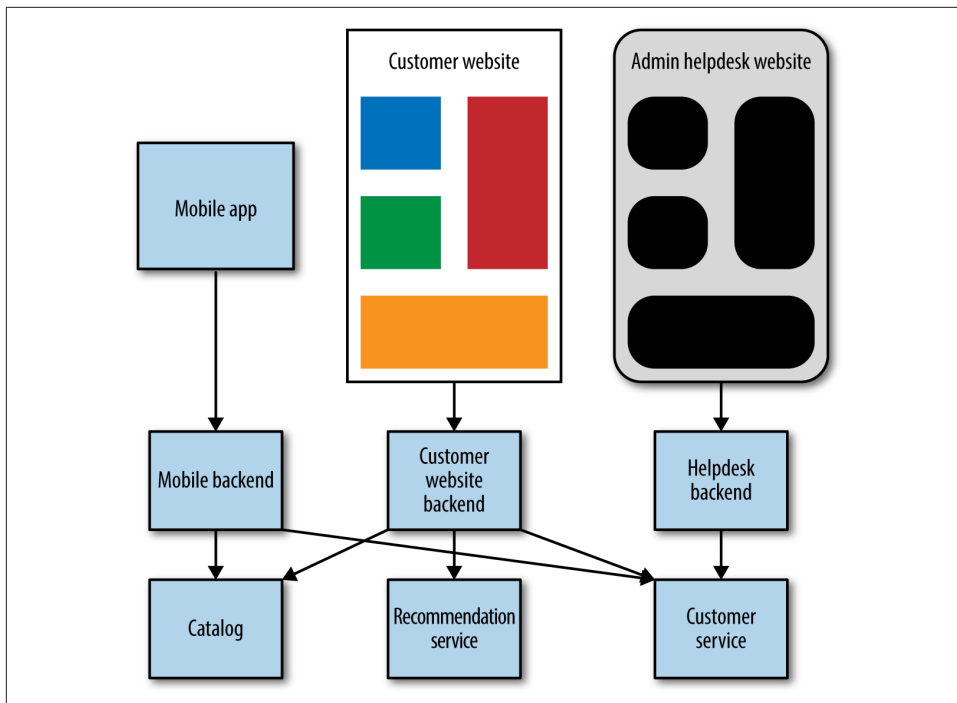 Customer website
Admin helpdesk website
Mobile app
Mobile backend
Customer
website
backend
Helpdesk
backend
Catalog
Recommendation
service
Customer
service